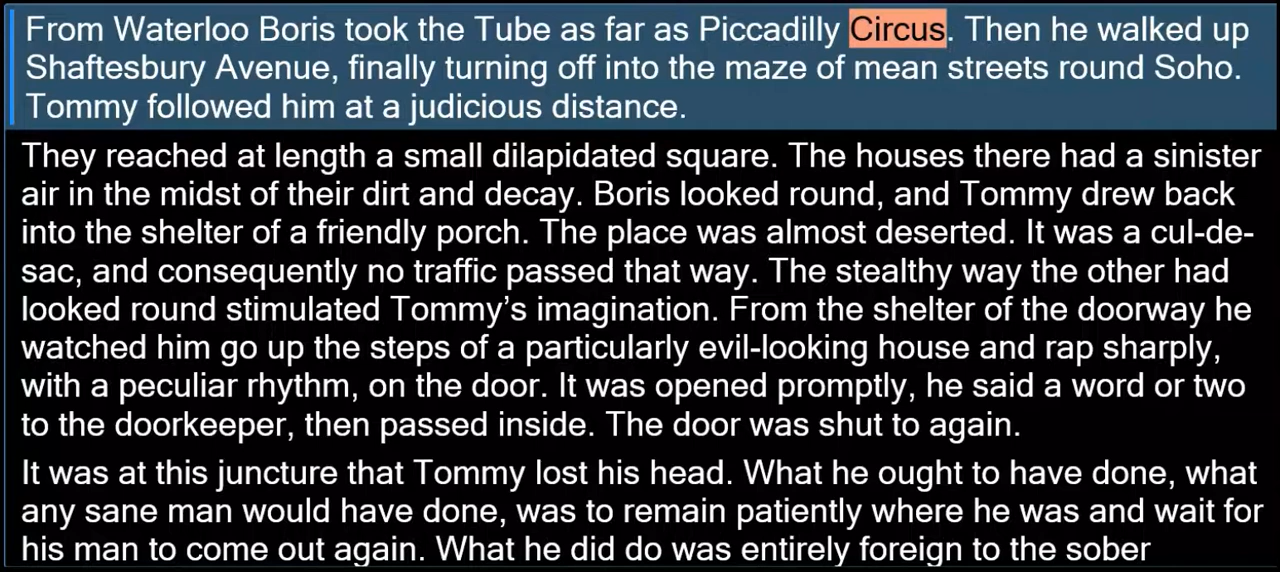 From Waterloo Boris took the Tube as far as Piccadilly Circus. Then he walked up
Shaftesbury Avenue, finally turning off into the maze of mean streets round Soho.
Tommy followed him at a judicious distance.
They reached at length a small dilapidated square. The houses there had a sinister
air in the midst of their dirt and decay. Boris looked round, and Tommy drew back
into the shelter of a friendly porch. The place was almost deserted. It was a cul-de-
sac, and consequently no traffic passed that way. The stealthy way the other had
looked round stimulated Tommy’s imagination. From the shelter of the doorway he
watched him go up the steps of a particularly evil-looking house and rap sharply,
with a peculiar rhythm, on the door. It was opened promptly, he said a word or two
to the doorkeeper, then passed inside. The door was shut to again.
It was at this juncture that Tommy lost his head. What he ought to have done, what
any sane man would have done, was to remain patiently where he was and wait for
his man to come out again. What he did do was entirely foreign to the sober